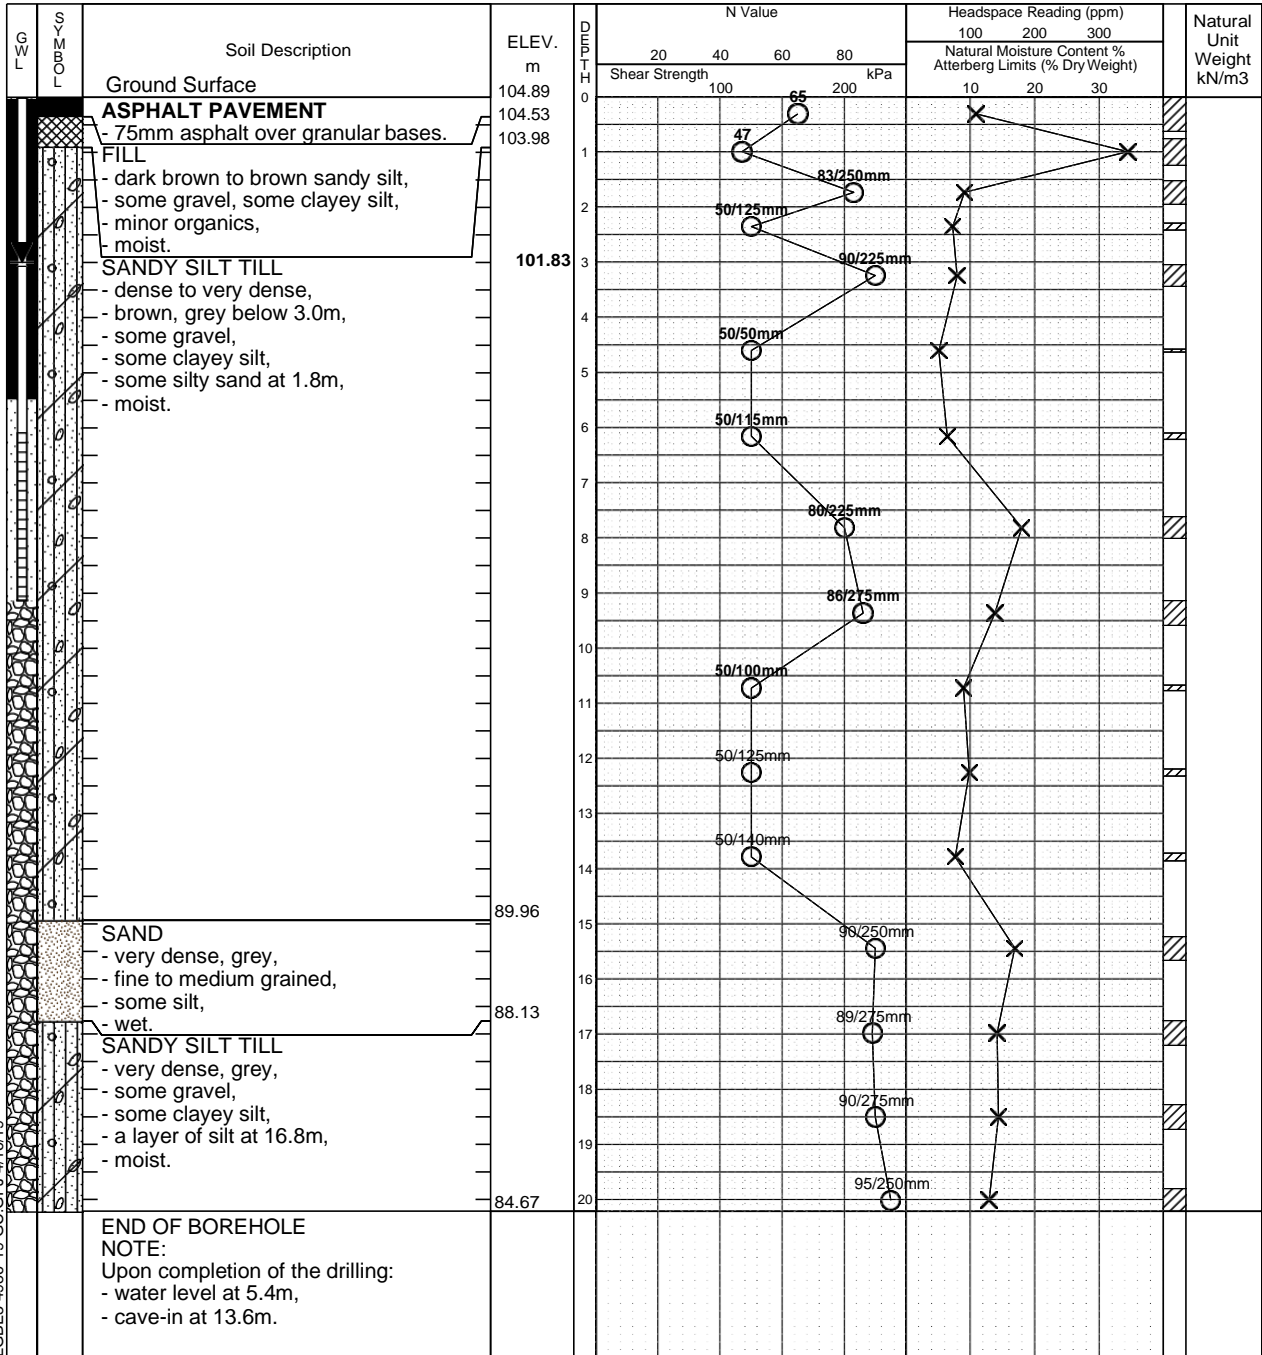 GWL
SYMBOL
Soil Description
Ground Surface
ELEV.
m
104.89
DEPTH
N Value
20 40 60 80
Shear Strength kPa
100 200
Headspace Reading (ppm)
100 200 300
Natural Moisture Content %
Atterberg Limits (% Dry Weight)
10 20 30
Natural
Unit
Weight
kN/m3
0
ASPHALT PAVEMENT
104.53
- 75mm asphalt over granular bases.
103.98
FILL
- dark brown to brown sandy silt,
- some gravel, some clayey silt,
- minor organics,
- moist.
101.83
SANDY SILT TILL
- dense to very dense,
- brown, grey below 3.0m,
- some gravel,
- some clayey silt,
- some silty sand at 1.8m,
- moist.
89.96
SAND
- very dense, grey,
- fine to medium grained,
- some silt,
- wet.
88.13
SANDY SILT TILL
- very dense, grey,
- some gravel,
- some clayey silt,
- a layer of silt at 16.8m,
- moist.
84.67
END OF BOREHOLE
NOTE:
Upon completion of the drilling:
- water level at 5.4m,
- cave-in at 13.6m.
1
2
3
4
5
6
7
8
9
10
11
12
13
14
15
16
17
18
19
20
65
47
83/250mm
50/125mm
90/225mm
50/50mm
50/115mm
80/225mm
86/275mm
50/100mm
50/125mm
50/140mm
90/250mm
89/275mm
90/275mm
95/250mm